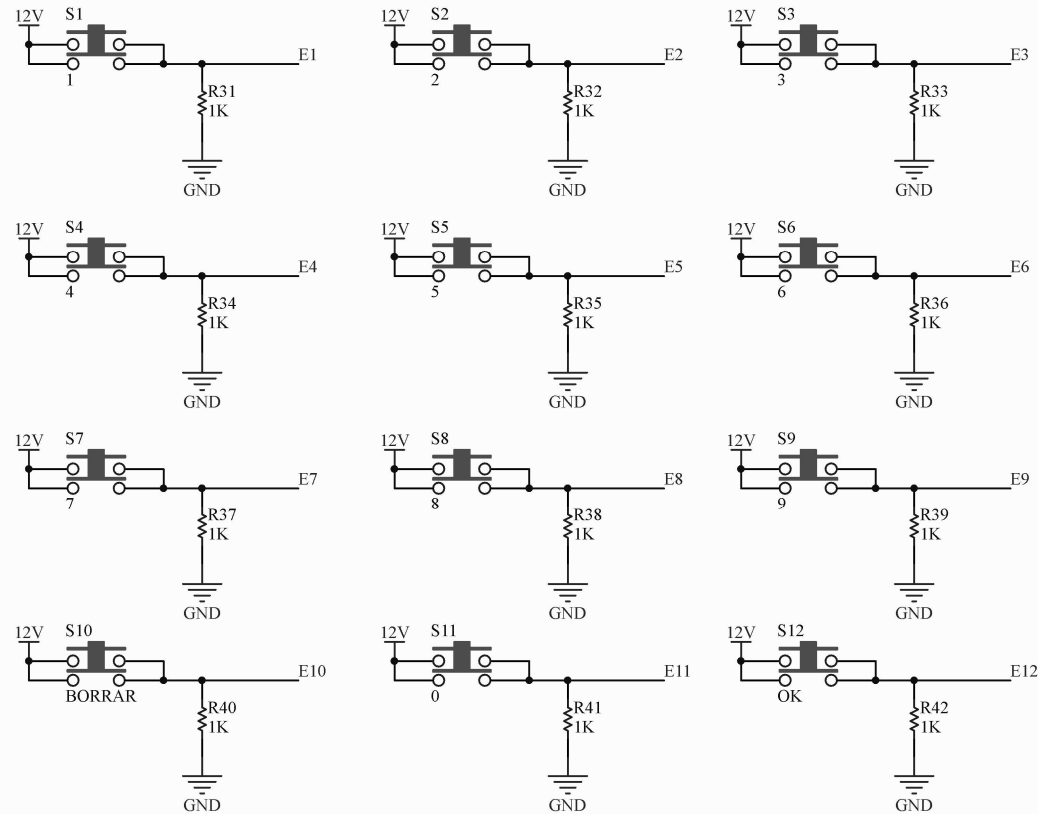 12V S1 12V S2 12V S3
E1 E2 E3
1 2 3
R31 R32 R33
1K 1K 1K
GND GND GND
12V S4 12V S5 12V S6
E4 E5 E6
4 5 6
R34 R35 R36
1K 1K 1K
GND GND GND
12V S7 12V S8 12V S9
E7 E8 E9
7 8 9
R37 R38 R39
1K 1K 1K
GND GND GND
12V S10 12V S11 12V S12
E10 E11 E12
BORRAR 0 OK
R40 R41 R42
1K 1K 1K
GND GND GND